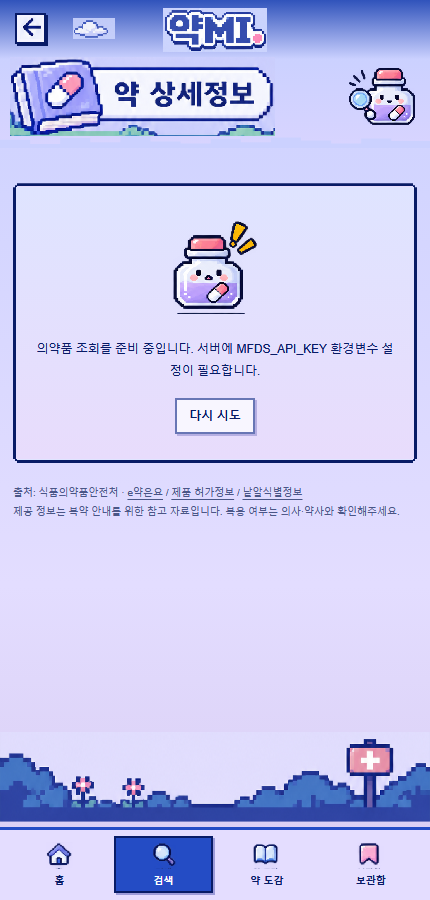 약MI.
약 상세정보
의약품 조회를 준비 중입니다. 서버에 MFDS_API_KEY 환경변수 설
정이 필요합니다.
다시 시도
출처: 식품의약품안전처 · e약은요 / 제품 허가정보 / 낱알식별정보
제공 정보는 복약 안내를 위한 참고 자료입니다. 복용 여부는 의사·약사와 확인해주세요.
홈
검색
약 도감
보관함